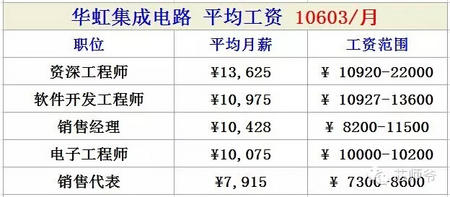 华虹集成电路 平均工资 10603/月
职位 平均月薪 工资范围
资深工程师 ¥13,625 ¥ 10920-22000
软件开发工程师 ¥10,975 ¥ 10927-13600
销售经理 ¥10,428 ¥ 8200-11500
电子工程师 ¥10,075 ¥ 10000-10200
销售代表 ¥7,915 ¥ 7300-8600